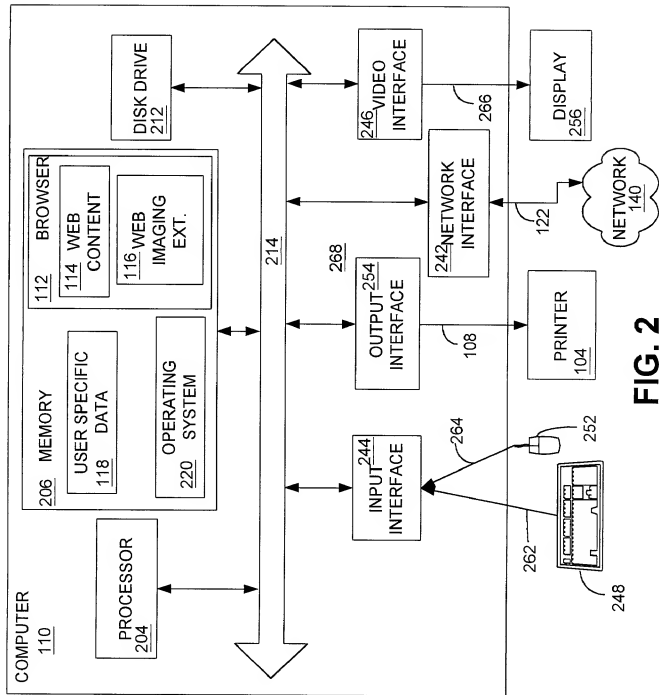 COMPUTER
110
PROCESSOR
204
206 MEMORY
USER SPECIFIC
DATA
118
OPERATING
SYSTEM
220
112 BROWSER
114 WEB
CONTENT
116 WEB
IMAGING
EXT.
DISK DRIVE
212
214
268
244
INPUT
INTERFACE
254
OUTPUT
INTERFACE
242 NETWORK
INTERFACE
246 VIDEO
INTERFACE
262
264
108
122
266
248
252
PRINTER
104
NETWORK
140
DISPLAY
256
FIG. 2